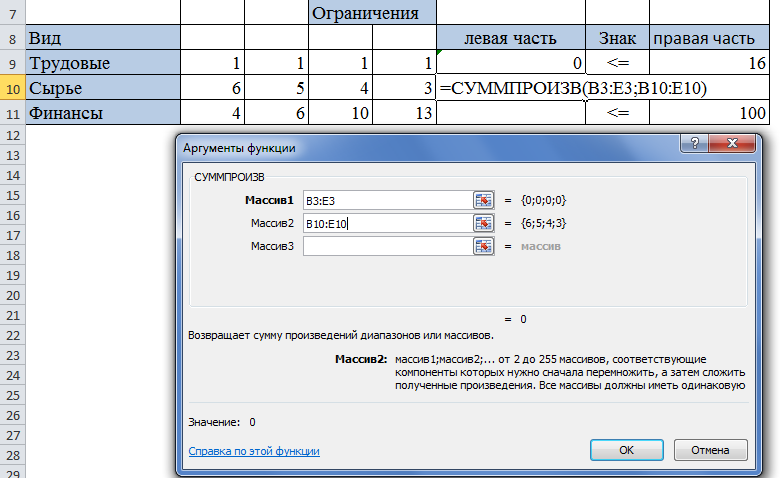 7 Ограничения
8 Вид левая часть Знак правая часть
9 Трудовые 1 1 1 1 0 <= 16
10 Сырье 6 5 4 3 =СУММПРОИЗВ(B3:E3;B10:E10)
11 Финансы 4 6 10 13 <= 100
12
13
14
15
16
17
18
19
20
21
22
23
24
25
26
27
28
29
Аргументы функции
СУММПРОИЗВ
Массив1 B3:E3 = {0;0;0;0}
Массив2 B10:E10 = {6;5;4;3}
Массив3 = массив
= 0
Возвращает сумму произведений диапазонов или массивов.
Массив2: массив1;массив2;... от 2 до 255 массивов, соответствующие
компоненты которых нужно сначала перемножить, а затем сложить
полученные произведения. Все массивы должны иметь одинаковую
Значение: 0
Справка по этой функции
ОК Отмена